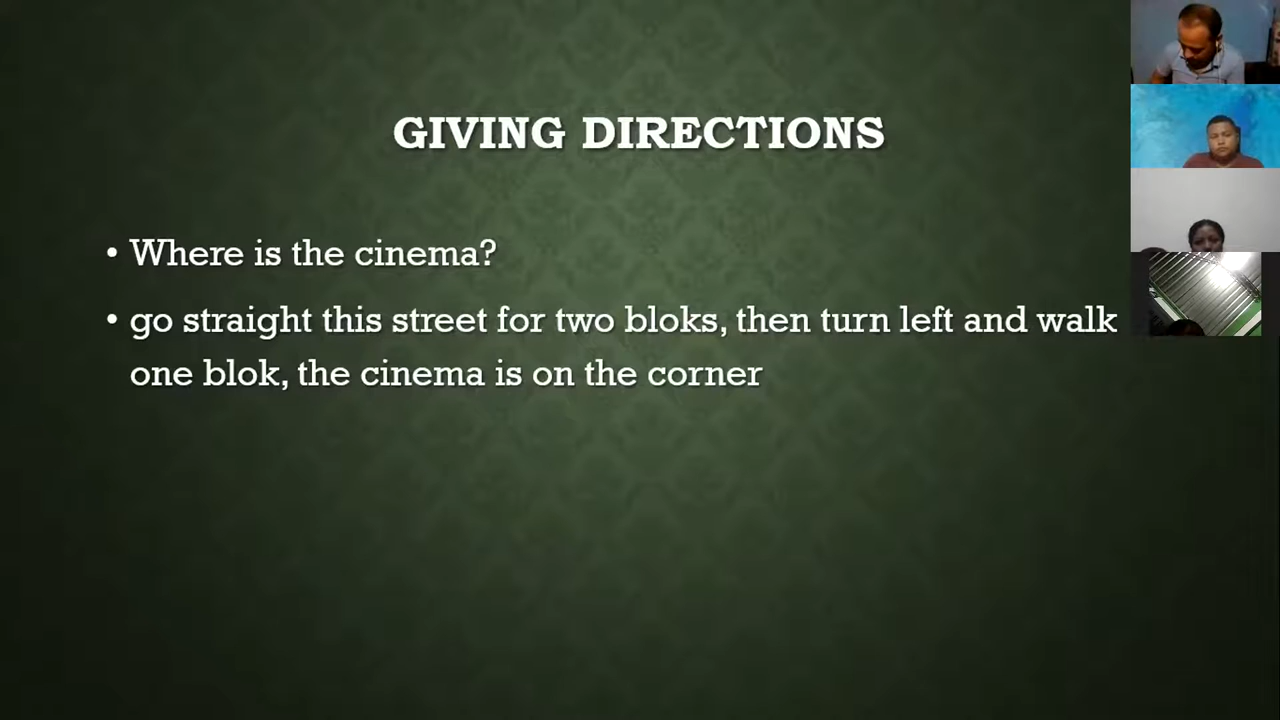 GIVING DIRECTIONS
• Where is the cinema?
• go straight this street for two bloks, then turn left and walk
one blok, the cinema is on the corner